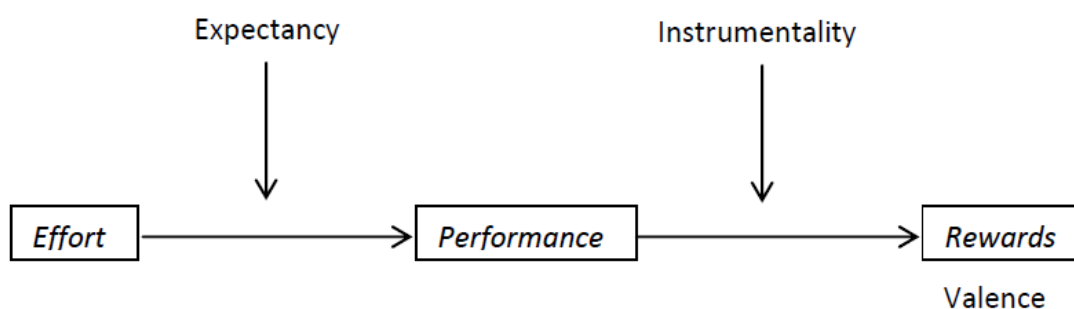 Expectancy
Instrumentality
Effort
Performance
Rewards
Valence